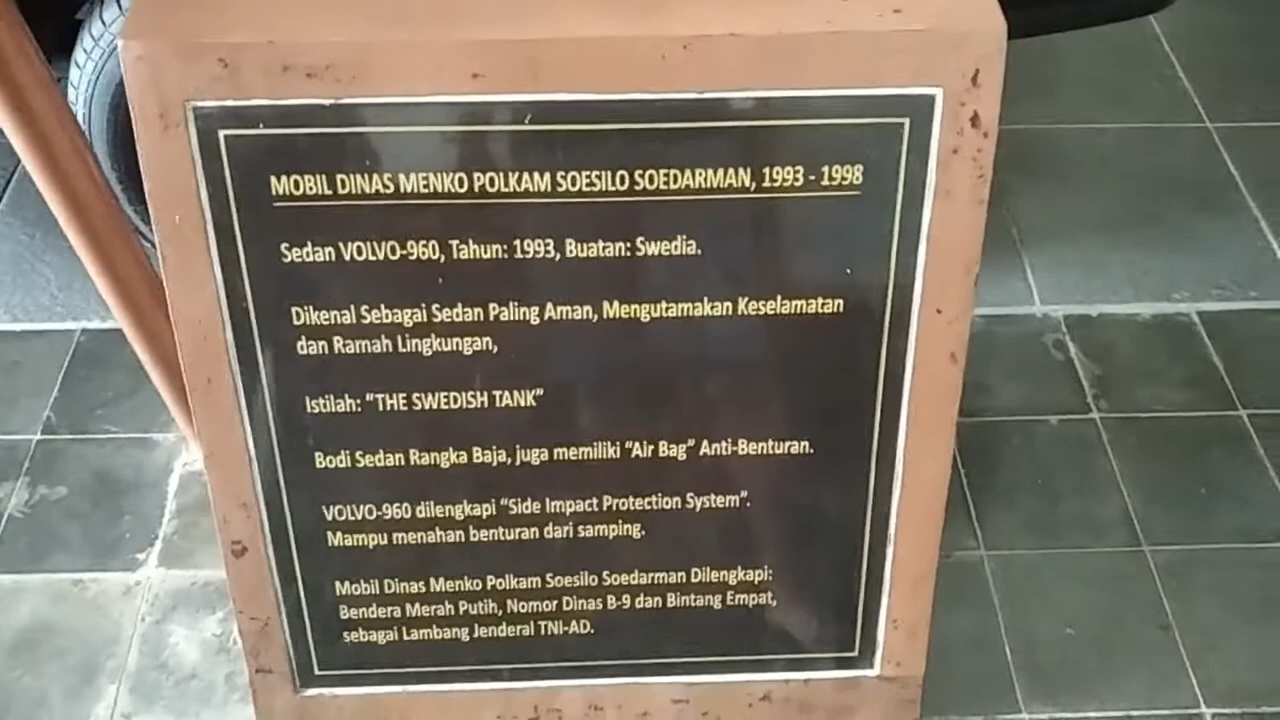 MOBIL DINAS MENKO POLKAM SOESILO SOEDARMAN, 1993 - 1998
Sedan VOLVO-960, Tahun: 1993, Buatan: Swedia.
Dikenal Sebagai Sedan Paling Aman, Mengutamakan Keselamatan
dan Ramah Lingkungan,
Istilah: “THE SWEDISH TANK”
Bodi Sedan Rangka Baja, juga memiliki “Air Bag” Anti-Benturan.
VOLVO-960 dilengkapi “Side Impact Protection System”.
Mampu menahan benturan dari samping.
Mobil Dinas Menko Polkam Soesilo Soedarman Dilengkapi:
Bendera Merah Putih, Nomor Dinas B-9 dan Bintang Empat,
sebagai Lambang Jenderal TNI-AD.